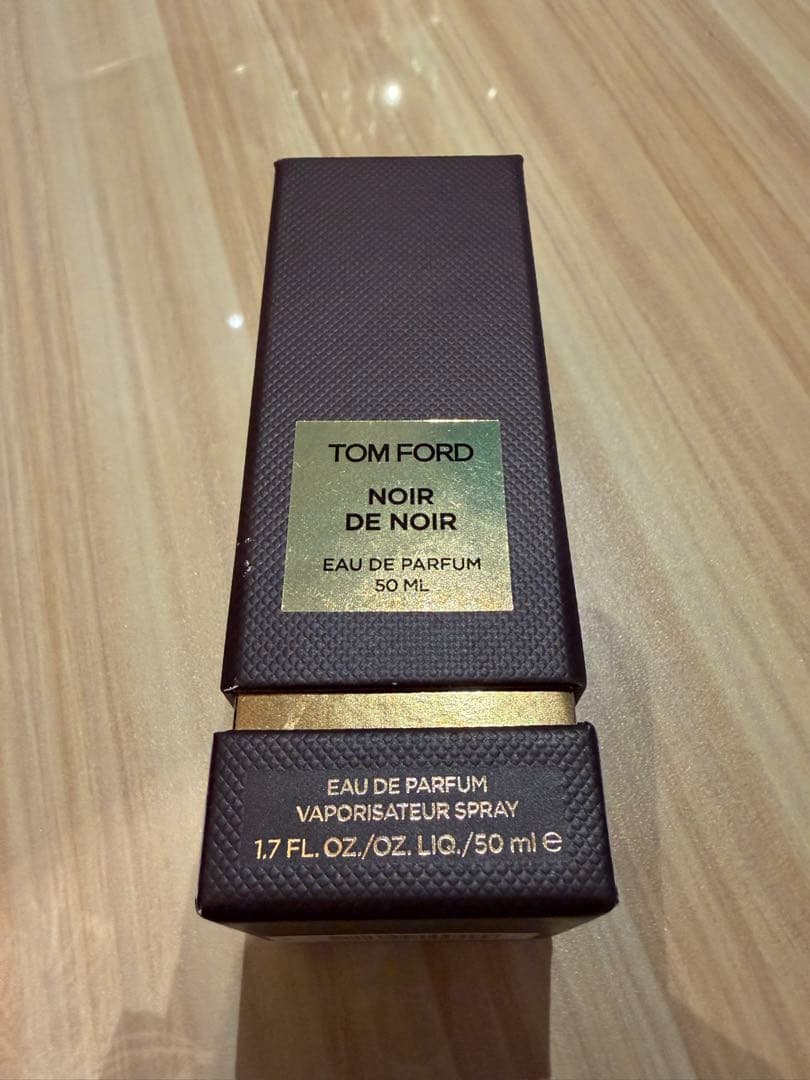 TOM FORD
NOIR
DE NOIR
EAU DE PARFUM
50 ML
EAU DE PARFUM
VAPORISATEUR SPRAY
1.7 FL. OZ./OZ. LIQ./50 ml ℮